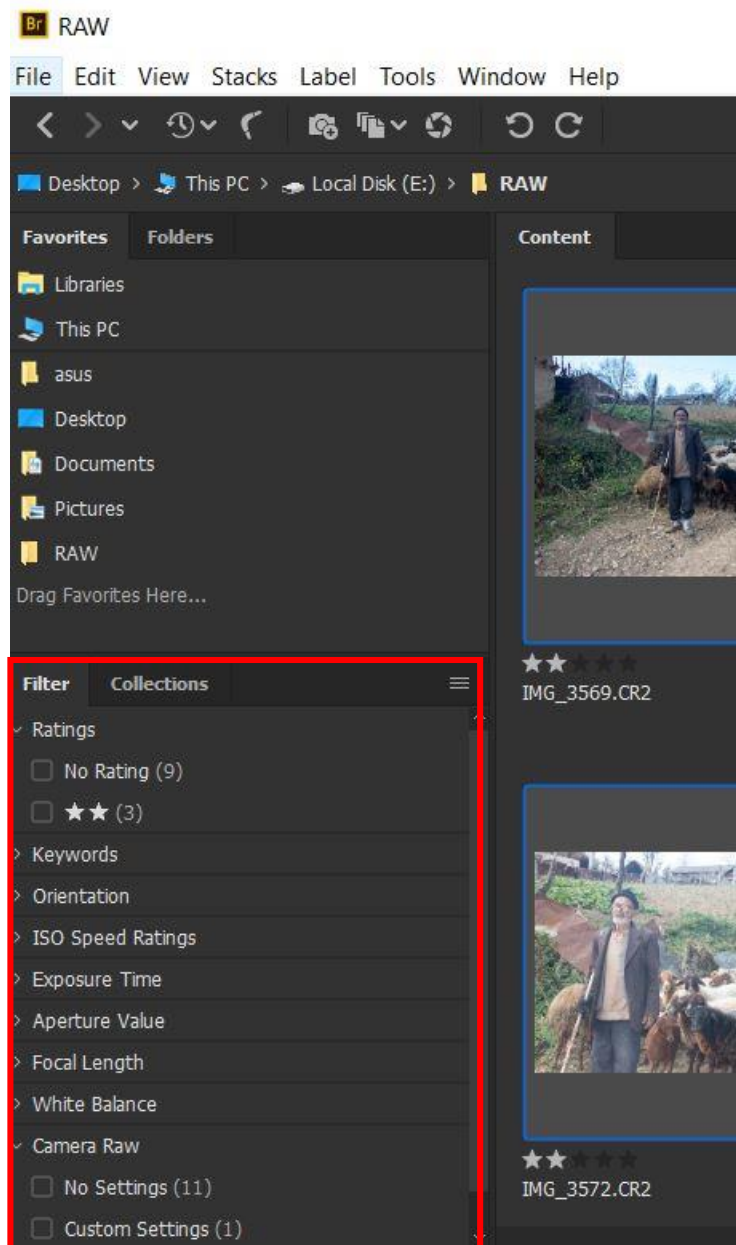 Br RAW
File Edit View Stacks Label Tools Window Help
Desktop > This PC > Local Disk (E:) > RAW
Favorites Folders
Libraries
This PC
asus
Desktop
Documents
Pictures
RAW
Drag Favorites Here...
Filter Collections
Ratings
No Rating (9)
★★ (3)
Keywords
Orientation
ISO Speed Ratings
Exposure Time
Aperture Value
Focal Length
White Balance
Camera Raw
No Settings (11)
Custom Settings (1)
Content
IMG_3569.CR2
IMG_3572.CR2